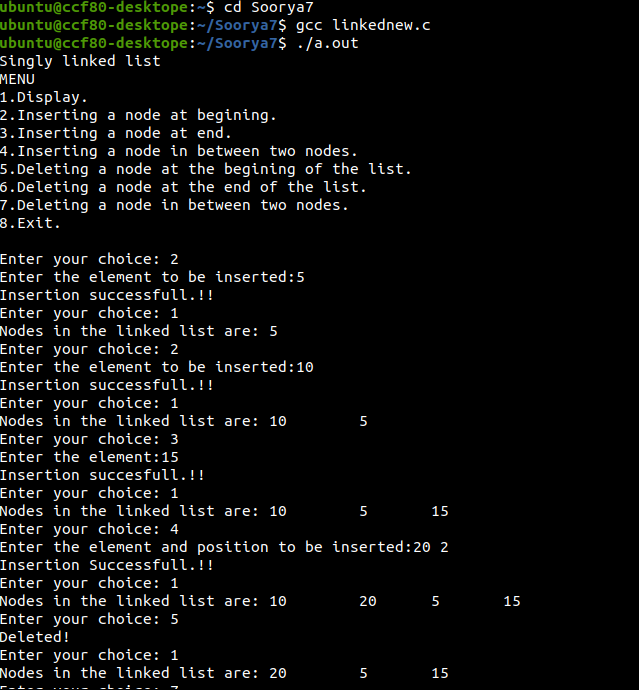 ubuntu@ccf80-desktope:~$ cd Soorya7
ubuntu@ccf80-desktope:~/Soorya7$ gcc linkednew.c
ubuntu@ccf80-desktope:~/Soorya7$ ./a.out
Singly linked list
MENU
1.Display.
2.Inserting a node at begining.
3.Inserting a node at end.
4.Inserting a node in between two nodes.
5.Deleting a node at the begining of the list.
6.Deleting a node at the end of the list.
7.Deleting a node in between two nodes.
8.Exit.
Enter your choice: 2
Enter the element to be inserted:5
Insertion successfull.!!
Enter your choice: 1
Nodes in the linked list are: 5
Enter your choice: 2
Enter the element to be inserted:10
Insertion successfull.!!
Enter your choice: 1
Nodes in the linked list are: 10 5
Enter your choice: 3
Enter the element:15
Insertion succesfull.!!
Enter your choice: 1
Nodes in the linked list are: 10 5 15
Enter your choice: 4
Enter the element and position to be inserted:20 2
Insertion Successfull.!!
Enter your choice: 1
Nodes in the linked list are: 10 20 5 15
Enter your choice: 5
Deleted!
Enter your choice: 1
Nodes in the linked list are: 20 5 15
Enter your choice: 7